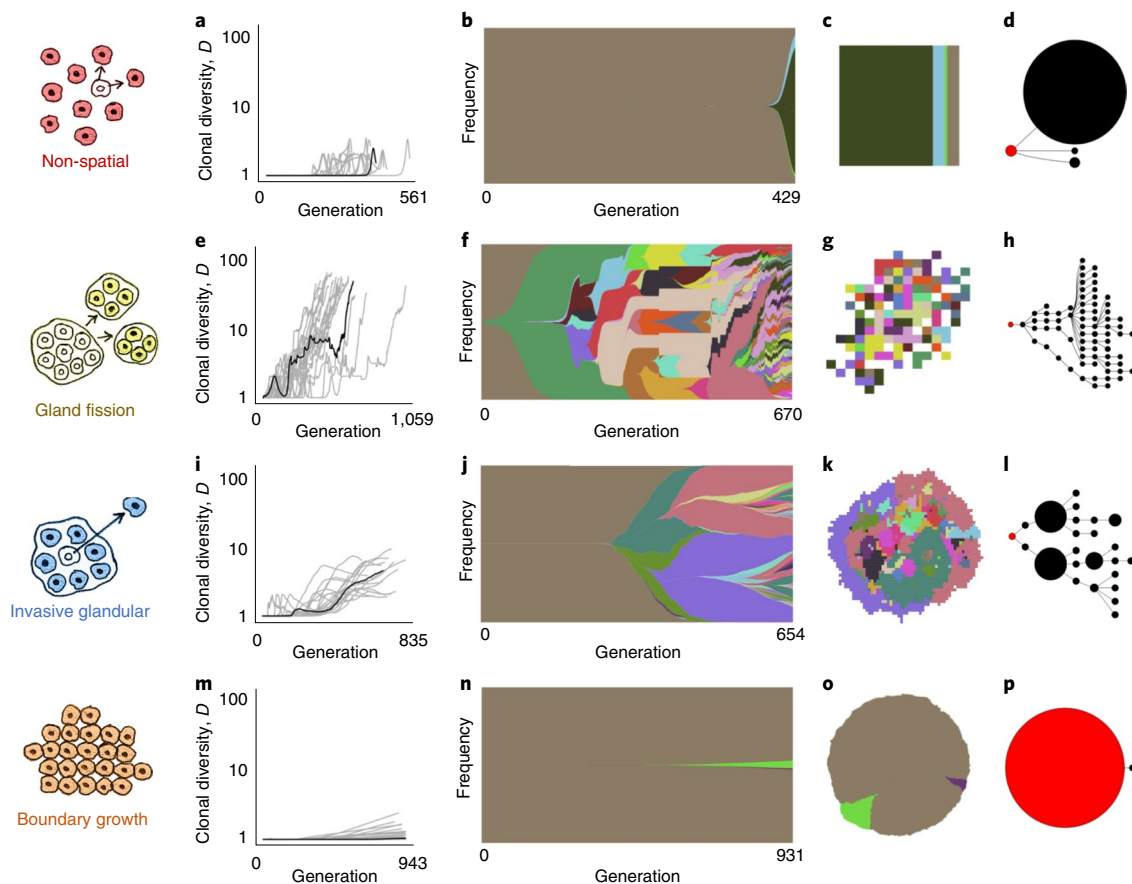 a
b
c
d
Non-spatial
Clonal diversity, D
100
10
1
0
561
Generation
Frequency
0
429
Generation
e
f
g
h
Gland fission
Clonal diversity, D
100
10
1
0
1,059
Generation
Frequency
0
670
Generation
i
j
k
l
Invasive glandular
Clonal diversity, D
100
10
1
0
835
Generation
Frequency
0
654
Generation
m
n
o
p
Boundary growth
Clonal diversity, D
100
10
1
0
943
Generation
Frequency
0
931
Generation